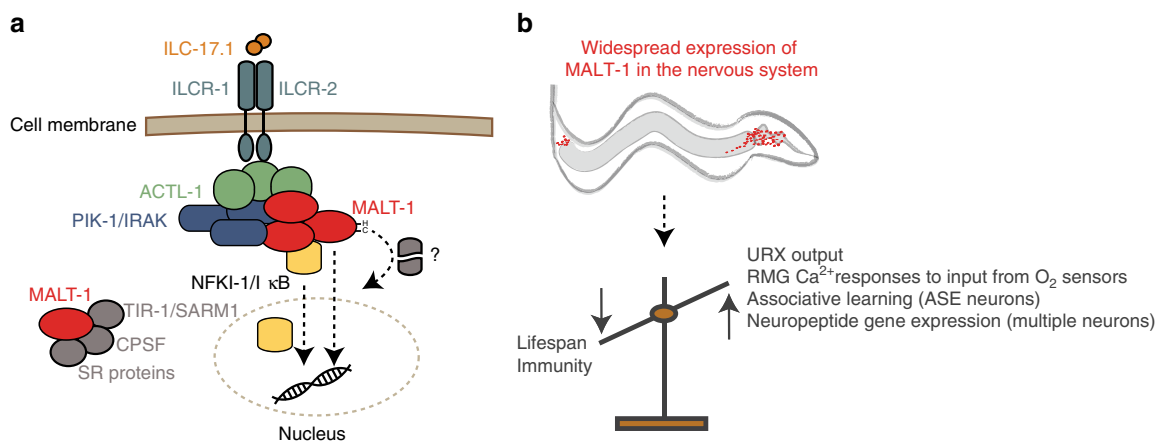 a
ILC-17.1
ILCR-1
ILCR-2
Cell membrane
ACTL-1
PIK-1/IRAK
MALT-1
H
C
?
NFKI-1/I κB
MALT-1
TIR-1/SARM1
CPSF
SR proteins
Nucleus
b
Widespread expression of
MALT-1 in the nervous system
URX output
RMG Ca²⁺responses to input from O₂ sensors
Associative learning (ASE neurons)
Neuropeptide gene expression (multiple neurons)
Lifespan
Immunity